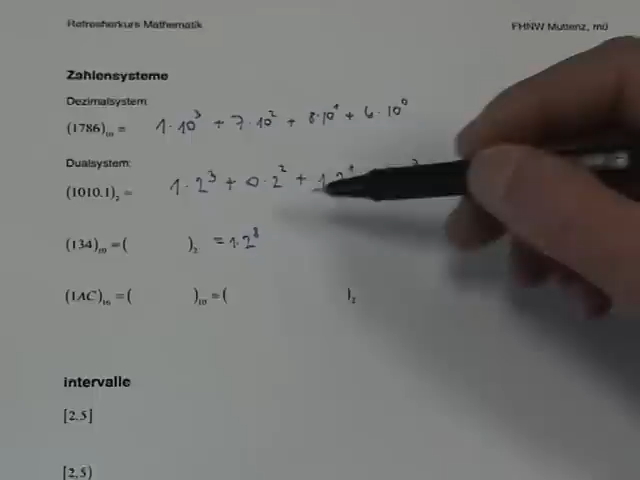 Refresherkurs Mathematik FHNW Muttenz, mü
Zahlensysteme
Dezimalsystem:
(1786)₁₀ = 1·10³ + 7·10² + 8·10¹ + 6·10⁰
Dualsystem:
(1010.1)₂ = 1·2³ + 0·2² + 1·2¹
(134)₁₀ = ( )₂ = 1·2⁸
(1AC)₁₆ = ( )₁₀ = ( )₂
Intervalle
[2,5]
[2,5)